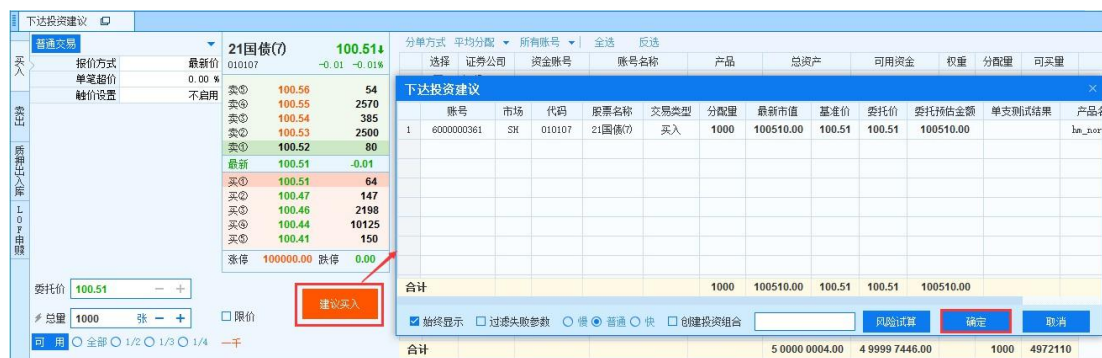 下达投资建议
普通交易
报价方式 最新价
单笔超价 0.00 %
触价设置 不启用
买入
卖出
质押出入库
LOF申赎
21国债(7) 100.51↓
010107 -0.01 -0.01%
卖⑤ 100.56 54
卖④ 100.55 2570
卖③ 100.54 385
卖② 100.53 2500
卖① 100.52 80
最新 100.51 -0.01
买① 100.51 64
买② 100.47 147
买③ 100.46 2198
买④ 100.44 10125
买⑤ 100.41 150
涨停 100000.00 跌停 0.00
委托价 100.51 － ＋
总量 1000 张 － ＋
可用 全部 1/2 1/3 1/4
建议买入
限价
一千
分单方式 平均分配 所有账号 全选 反选
选择 证券公司 资金账号 账号名称 产品 总资产 可用资金 权重 分配量 可买量
下达投资建议
账号 市场 代码 股票名称 交易类型 分配量 最新市值 基准价 委托价 委托预估金额 单支测试结果
1 6000000361 SH 010107 21国债(7) 买入 1000 100510.00 100.51 100.51 100510.00
合计 1000 100510.00 100.51 100.51 100510.00
始终显示 过滤失败参数 慢 普通 快 创建投资组合 风险试算 确定 取消
合计 5 0000 0004.00 4 9999 7446.00 1000 4972110